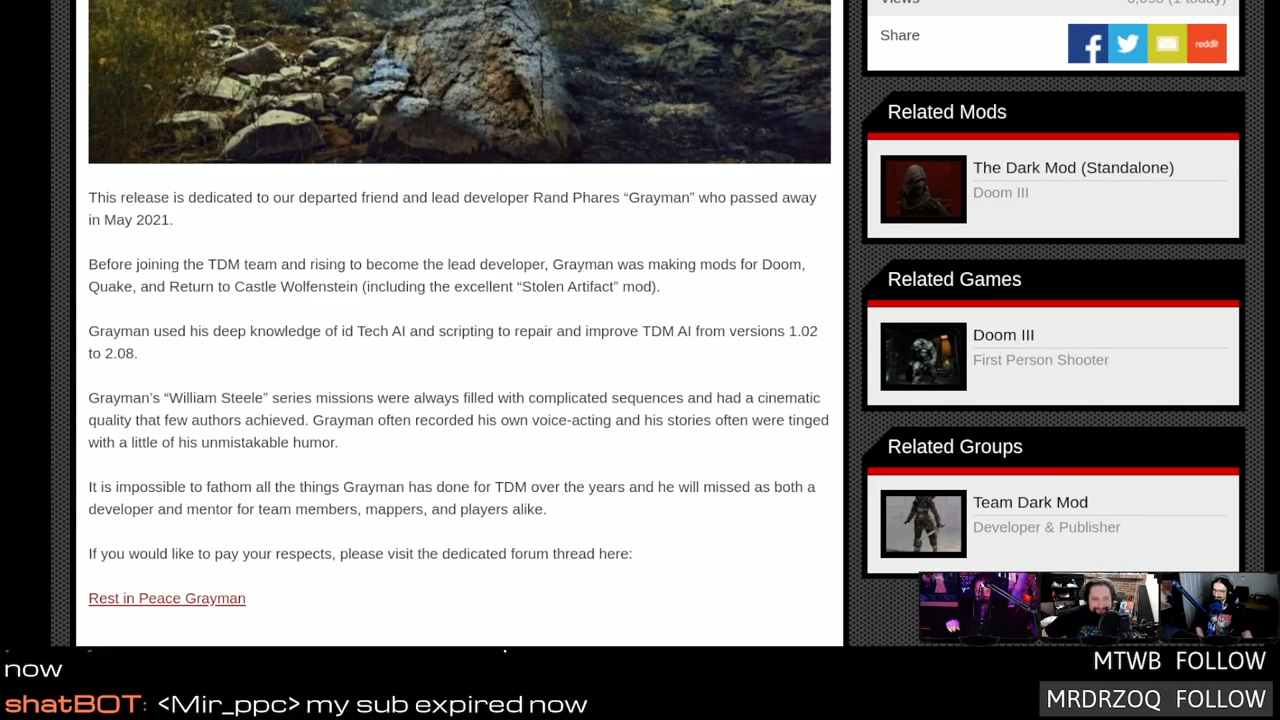 Views 6,098 (1 today)
Share
reddit
Related Mods
The Dark Mod (Standalone)
Doom III
This release is dedicated to our departed friend and lead developer Rand Phares “Grayman” who passed away
in May 2021.
Before joining the TDM team and rising to become the lead developer, Grayman was making mods for Doom,
Quake, and Return to Castle Wolfenstein (including the excellent “Stolen Artifact” mod).
Grayman used his deep knowledge of id Tech AI and scripting to repair and improve TDM AI from versions 1.02
to 2.08.
Grayman’s “William Steele” series missions were always filled with complicated sequences and had a cinematic
quality that few authors achieved. Grayman often recorded his own voice-acting and his stories often were tinged
with a little of his unmistakable humor.
It is impossible to fathom all the things Grayman has done for TDM over the years and he will missed as both a
developer and mentor for team members, mappers, and players alike.
If you would like to pay your respects, please visit the dedicated forum thread here:
Rest in Peace Grayman
Related Games
Doom III
First Person Shooter
Related Groups
Team Dark Mod
Developer & Publisher
now
shatBOT: <Mir_ppc> my sub expired now
MTWB FOLLOW
MRDRZOQ FOLLOW